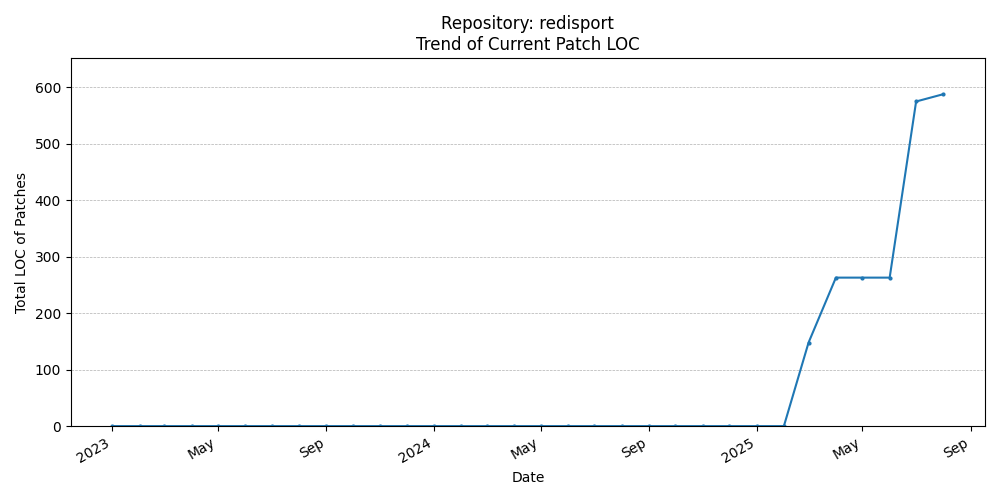 Repository: redisport
Trend of Current Patch LOC
Total LOC of Patches
600
500
400
300
200
100
0
2023
May
Sep
2024
May
Sep
2025
May
Sep
Date